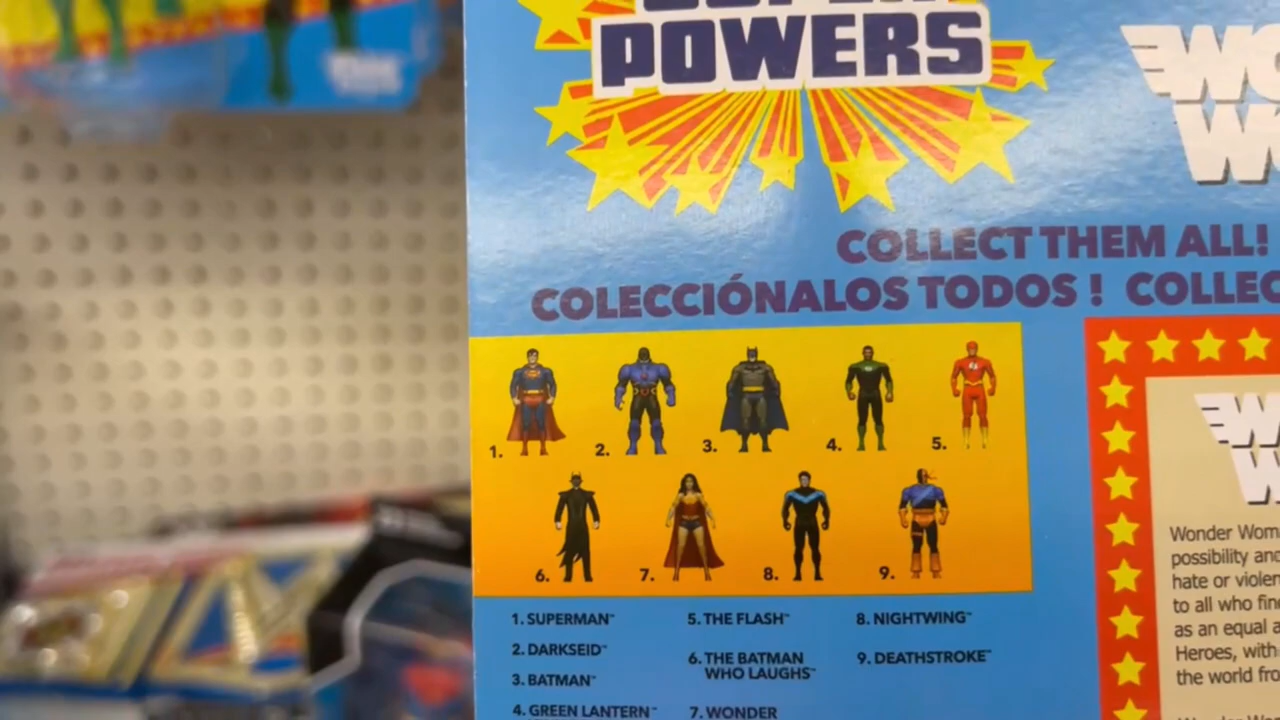 POWERS
COLLECT THEM ALL!
COLECCIÓNALOS TODOS ! COLLEC
1.
2.
3.
4.
5.
6.
7.
8.
9.
1. SUPERMAN™
2. DARKSEID™
3. BATMAN™
4. GREEN LANTERN™
5. THE FLASH™
6. THE BATMAN
WHO LAUGHS™
7. WONDER
8. NIGHTWING™
9. DEATHSTROKE™
Wonder Wom
possibility and
hate or violen
to all who fin
as an equal a
Heroes, with
the world fro